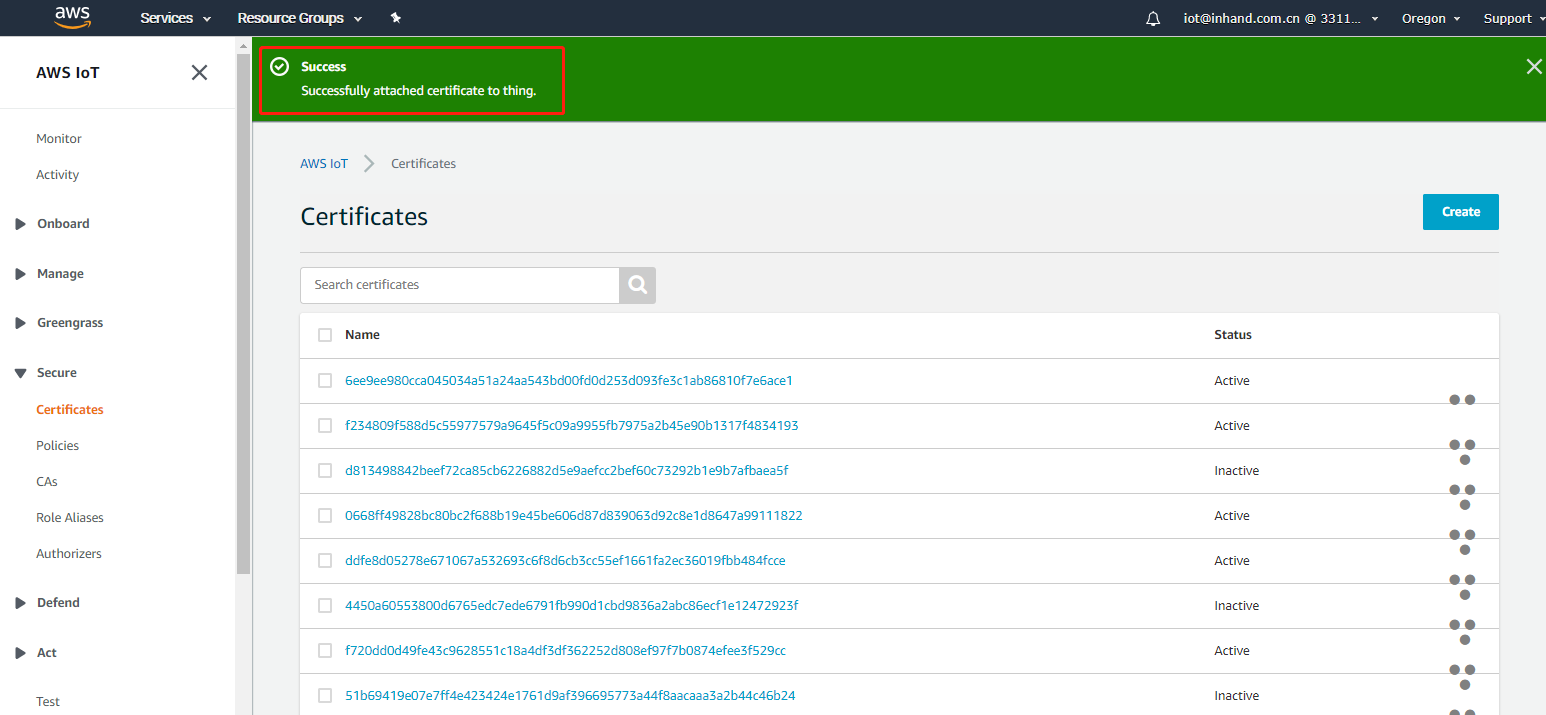 aws
Services
Resource Groups
iot@inhand.com.cn @ 3311...
Oregon
Support
AWS IoT
Monitor
Activity
Onboard
Manage
Greengrass
Secure
Certificates
Policies
CAs
Role Aliases
Authorizers
Defend
Act
Test
Success
Successfully attached certificate to thing.
AWS IoT
Certificates
Certificates
Create
Search certificates
Name Status
6ee9ee980cca045034a51a24aa543bd00fd0d253d093fe3c1ab86810f7e6ace1 Active
f234809f588d5c55977579a9645f5c09a9955fb7975a2b45e90b1317f4834193 Active
d813498842beef72ca85cb6226882d5e9aefcc2bef60c73292b1e9b7afbaea5f Inactive
0668ff49828bc80bc2f688b19e45be606d87d839063d92c8e1d8647a99111822 Active
ddfe8d05278e671067a532693c6f8d6cb3cc55ef1661fa2ec36019fbb484fcce Active
4450a60553800d6765edc7ede6791fb990d1cbd9836a2abc86ecf1e12472923f Inactive
f720dd0d49fe43c9628551c18a4df3df362252d808ef97f7b0874efee3f529cc Active
51b69419e07e7ff4e423424e1761d9af396695773a44f8aacaaa3a2b44c46b24 Inactive